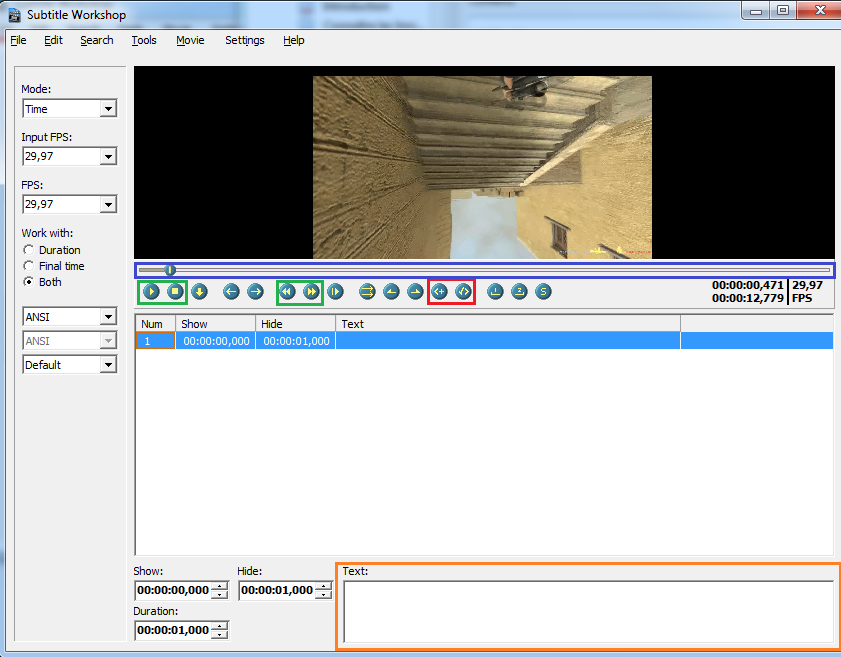 Subtitle Workshop
File Edit Search Tools Movie Settings Help
Mode:
Time
Input FPS:
29,97
FPS:
29,97
Work with:
Duration
Final time
Both
ANSI
ANSI
Default
00:00:00,471 29,97
00:00:12,779 FPS
Num Show Hide Text
1 00:00:00,000 00:00:01,000
Show: Hide: Text:
00:00:00,000 00:00:01,000
Duration:
00:00:01,000